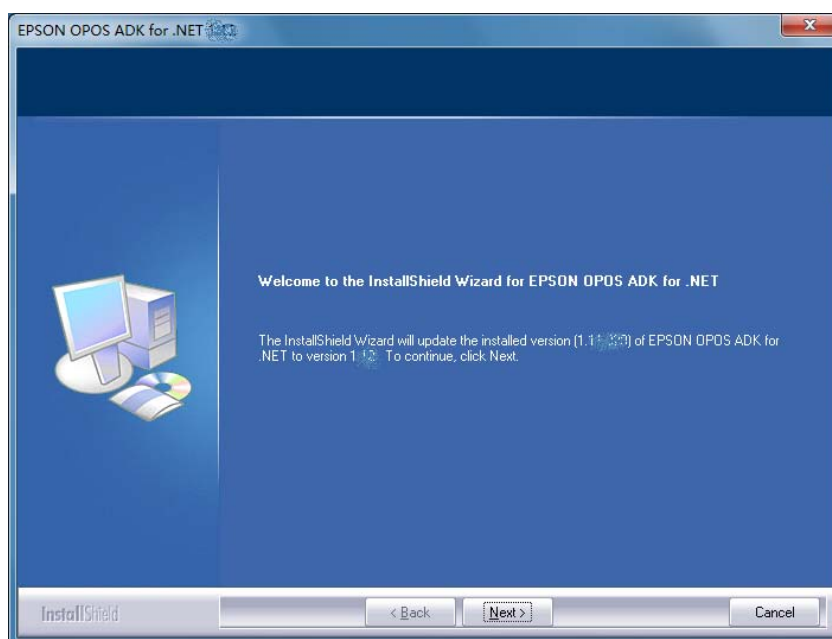 EPSON OPOS ADK for .NET
Welcome to the InstallShield Wizard for EPSON OPOS ADK for .NET
The InstallShield Wizard will update the installed version of EPSON OPOS ADK for
.NET to version To continue, click Next.
InstallShield
< Back
Next >
Cancel